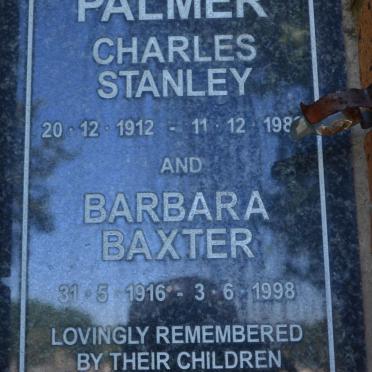 PALMER
CHARLES
STANLEY
20 · 12 · 1912 - 11 · 12 ·
AND
BARBARA
BAXTER
31 · 5 · 1916 - 3 · 6 · 1998
LOVINGLY REMEMBERED
BY THEIR CHILDREN